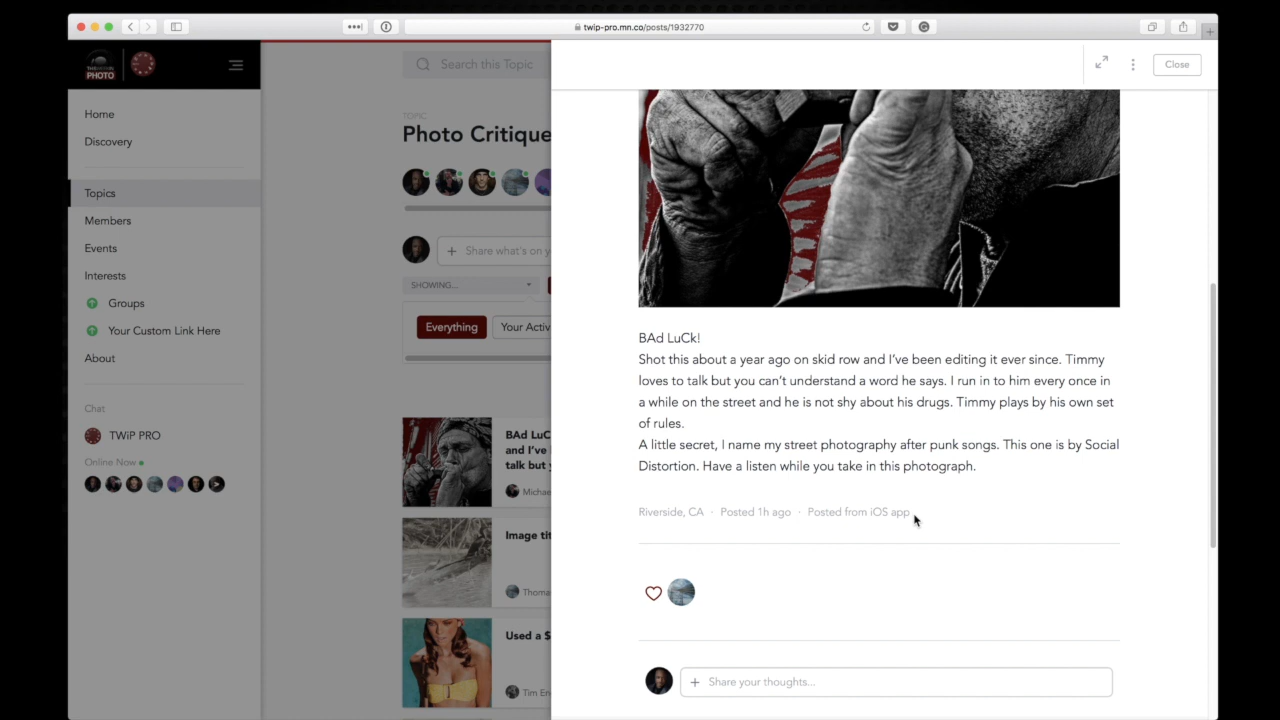 twip-pro.mn.co/posts/1932770
PHOTO
Home
Discovery
Topics
Members
Events
Interests
Groups
Your Custom Link Here
About
Chat
TWiP PRO
Online Now
Search this Topic
TOPIC
Photo Critique
Share what's on y
SHOWING...
Everything
Your Activ
BAd LuC
and I've
talk but y
Michae
Image tit
Thoma
Used a $
Tim En
Close
BAd LuCk!
Shot this about a year ago on skid row and I've been editing it ever since. Timmy
loves to talk but you can't understand a word he says. I run in to him every once in
a while on the street and he is not shy about his drugs. Timmy plays by his own set
of rules.
A little secret, I name my street photography after punk songs. This one is by Social
Distortion. Have a listen while you take in this photograph.
Riverside, CA · Posted 1h ago · Posted from iOS app
Share your thoughts...